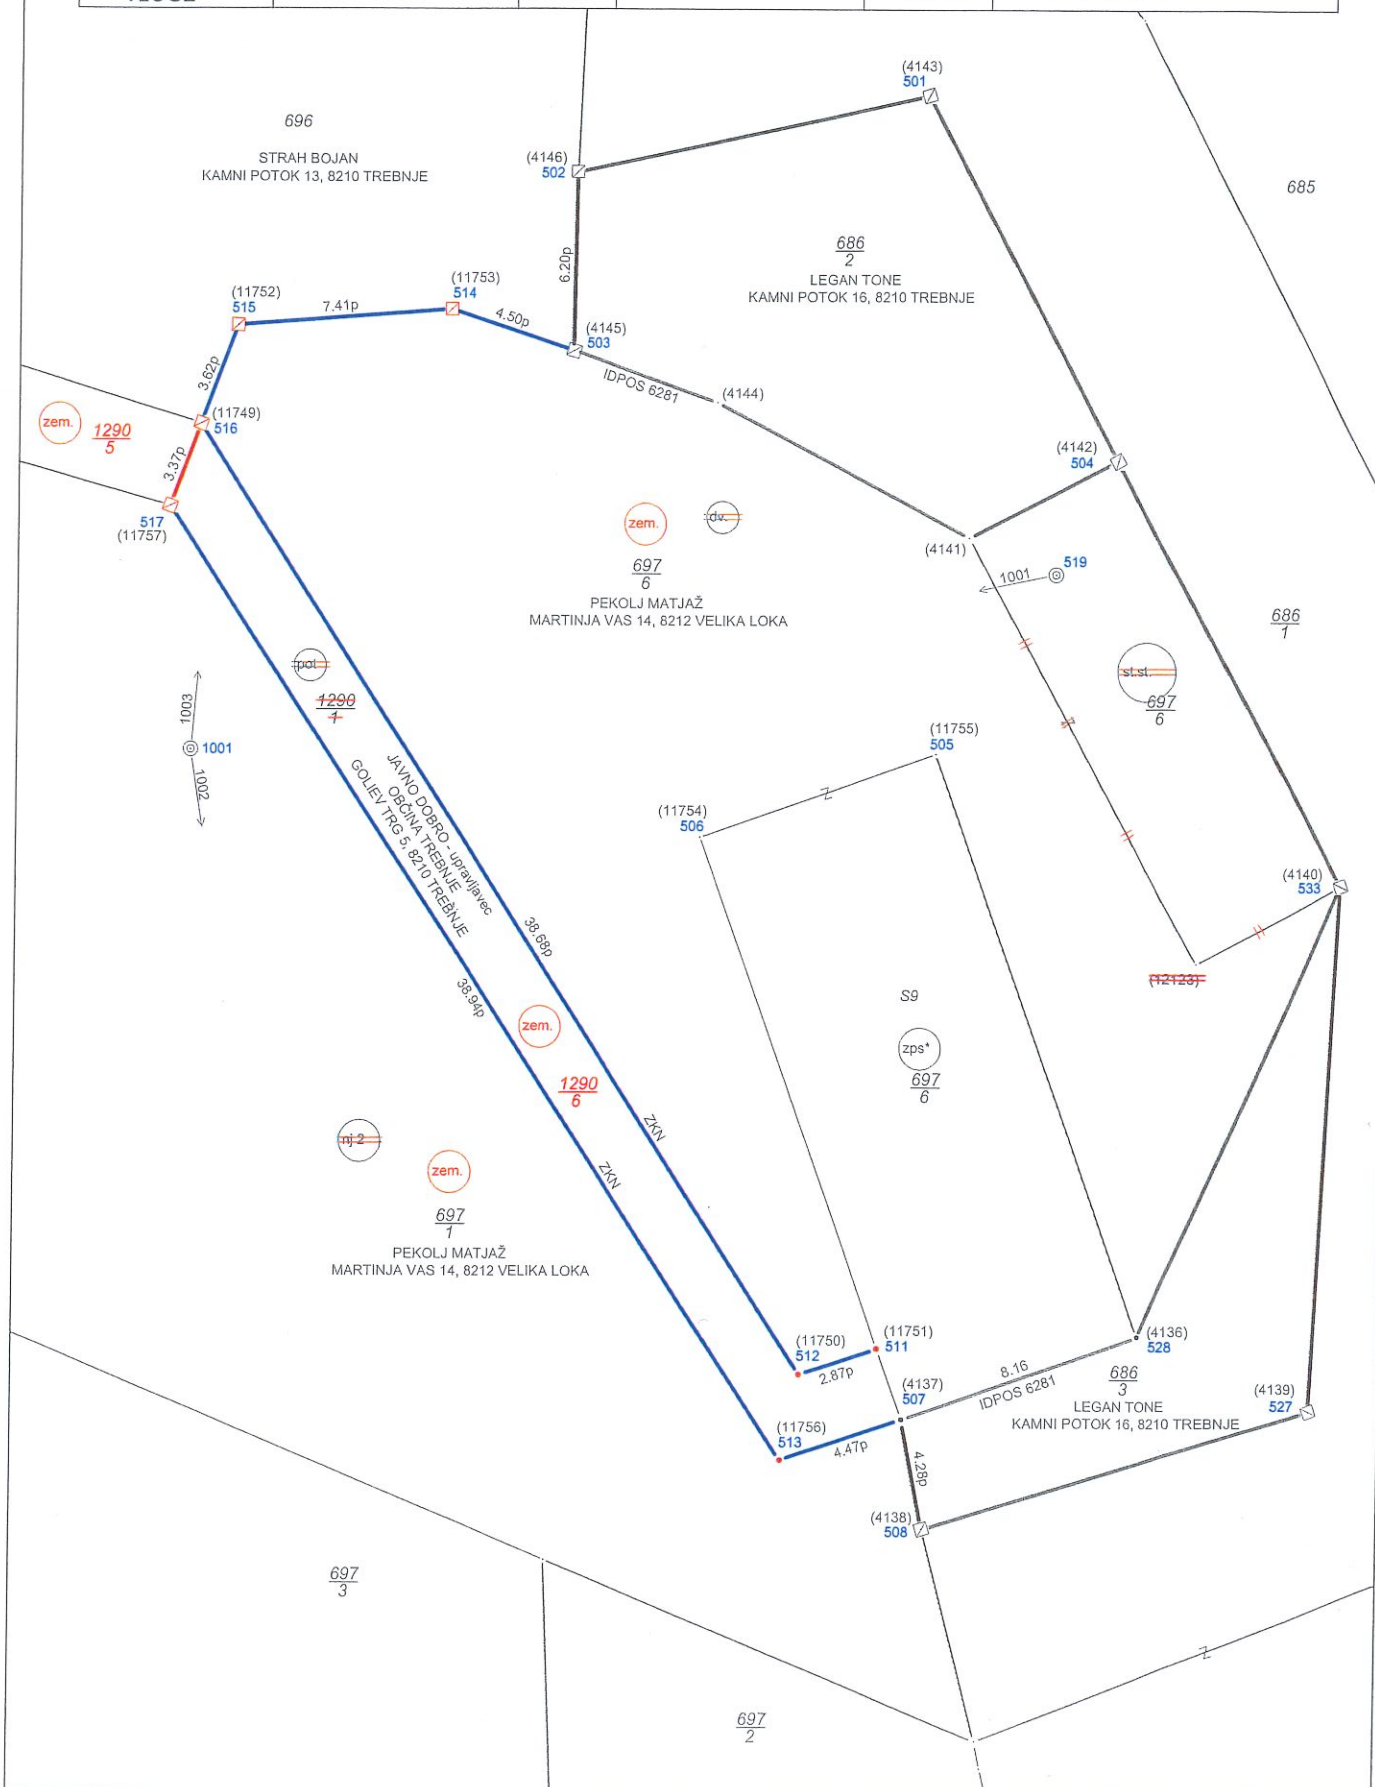 (4143)
501
696
STRAH BOJAN
KAMNI POTOK 13, 8210 TREBNJE
(4146)
502
685
6.20p
686
2
LEGAN TONE
KAMNI POTOK 16, 8210 TREBNJE
(11752)
515
7.41p
(11753)
514
4.50p
(4145)
503
IDPOS 6281
(4144)
3.62p
(11749)
516
zem.
1290
5
3.37p
517
(11757)
(4142)
504
zem.
dv.
(4141)
697
6
PEKOLJ MATJAŽ
MARTINJA VAS 14, 8212 VELIKA LOKA
1001
519
686
1
pot
1290
1
st.st.
697
6
1003
1001
1002
(11755)
505
JAVNO DOBRO - upravljavec
OBČINA TREBNJE
GOLIEV TRG 5, 8210 TREBNJE
(11754)
506
(4140)
533
38.68p
38.94p
(12123)
S9
zem.
zps*
697
6
1290
6
nj 2
ZKN
ZKN
zem.
697
1
PEKOLJ MATJAŽ
MARTINJA VAS 14, 8212 VELIKA LOKA
(11750)
512
(11751)
511
2.87p
(4136)
528
8.16
IDPOS 6281
(4137)
507
686
3
LEGAN TONE
KAMNI POTOK 16, 8210 TREBNJE
(4139)
527
(11756)
513
4.47p
4.28p
(4138)
508
697
3
697
2